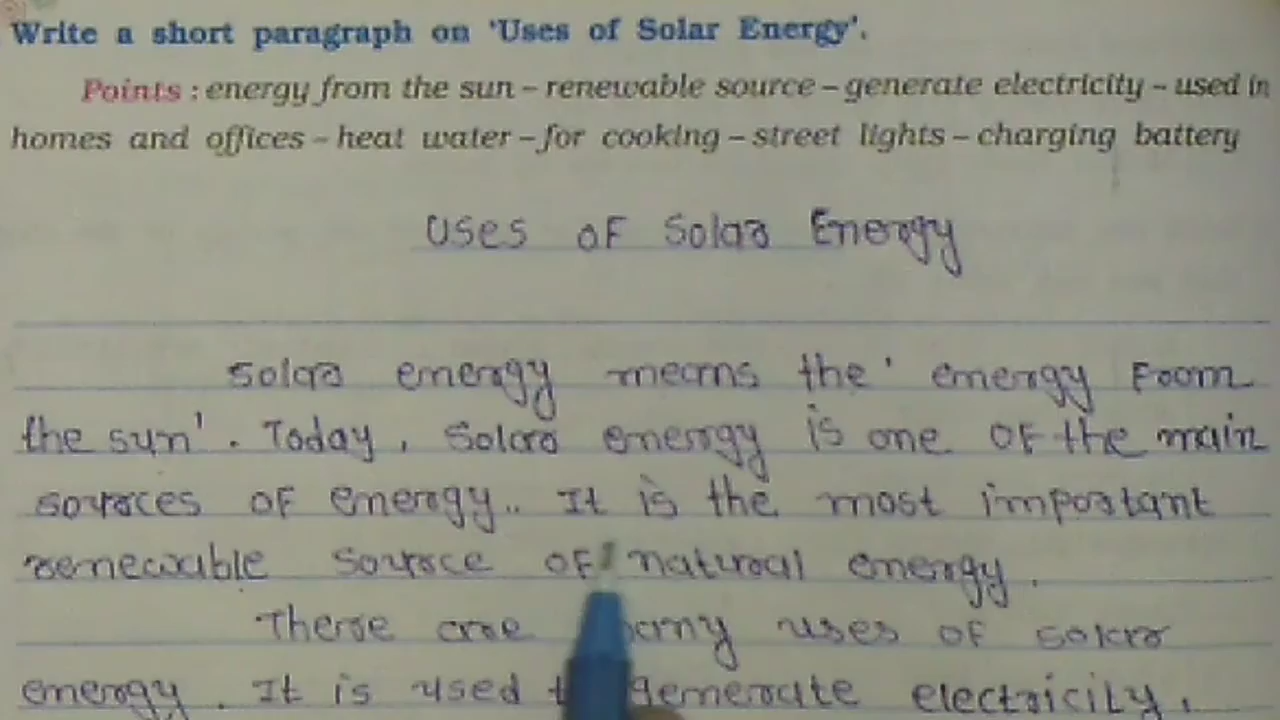 Write a short paragraph on 'Uses of Solar Energy'.
Points : energy from the sun – renewable source – generate electricity – used in
homes and offices – heat water – for cooking – street lights – charging battery
Uses of Solar Energy
Solar energy means the 'energy From
the sun'. Today, Solar energy is one of the main
sources of energy.. It is the most important
renewable source of natural energy.
There are many uses of solar
energy. It is used to generate electricity.